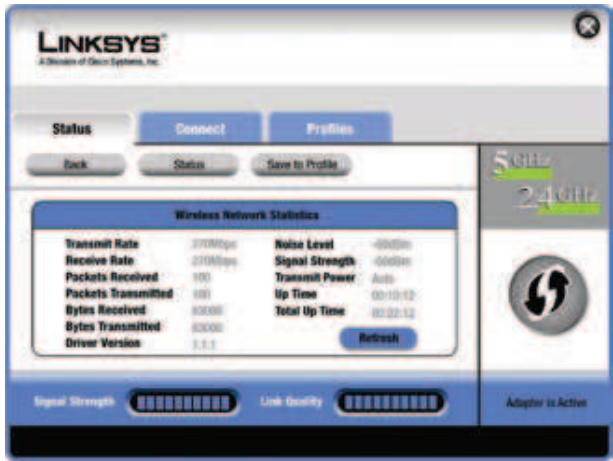 LINKSYS®
A Division of Cisco Systems, Inc.
Status Connect Profiles
Back Status Save to Profile
5 GHz
2.4 GHz
Wireless Network Statistics
Transmit Rate 270Mbps
Receive Rate 270Mbps
Packets Received 100
Packets Transmitted 100
Bytes Received
Bytes Transmitted
Driver Version 1.1.1
Noise Level
Signal Strength
Transmit Power Auto
Up Time 00:10:12
Total Up Time 00:22:12
Refresh
Signal Strength Link Quality Adapter is Active